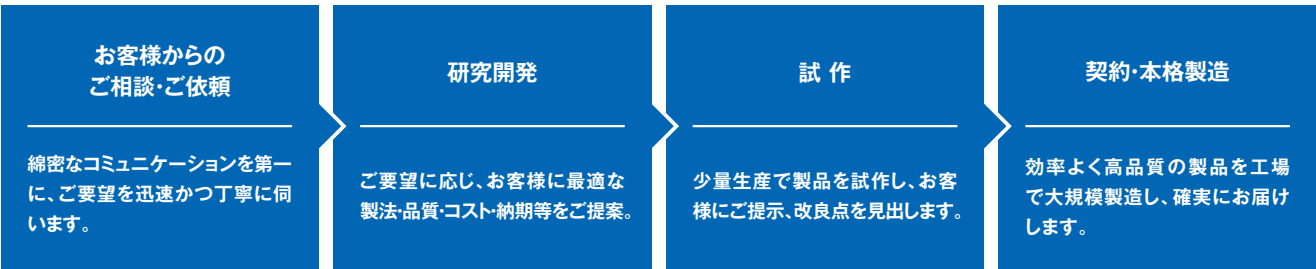 お客様からの
ご相談・ご依頼
綿密なコミュニケーションを第一
に、ご要望を迅速かつ丁寧に伺
います。
研究開発
ご要望に応じ、お客様に最適な
製法・品質・コスト・納期等をご提案。
試 作
少量生産で製品を試作し、お客
様にご提示、改良点を見出します。
契約・本格製造
効率よく高品質の製品を工場
で大規模製造し、確実にお届け
します。